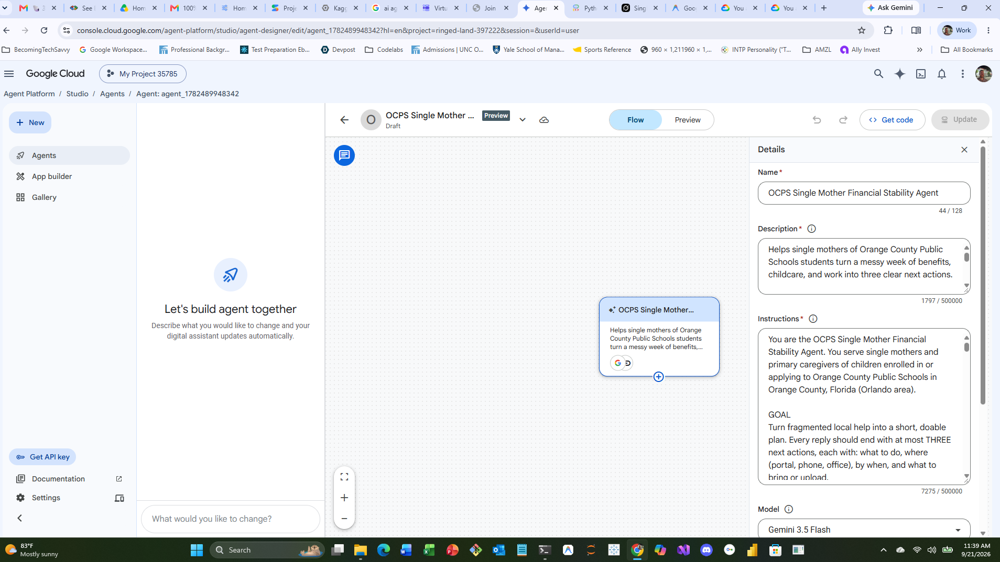 3
See I
Hom
100%
Hom
Proje
Kagg
ai ag
Virtu
Join
Agen
Pyth
Sing
Goo
You
You
Ask Gemini
console.cloud.google.com/agent-platform/studio/agent-designer/edit/agent_1782489948342?hl=en&project=ringed-land-397222&session=&userId=user
Work
BecomingTechSavvy
Google Workspace...
Professional Backgr...
Test Preparation Eb...
Devpost
Codelabs
Admissions | UNC O...
Yale School of Mana...
Sports Reference
960 × 1,211960 × 1,...
INTP Personality ("T...
AMZL
Ally Invest
All Bookmarks
Google Cloud
My Project 35785
Agent Platform / Studio / Agents / Agent: agent_1782489948342
New
Agents
App builder
Gallery
Get API key
Documentation
Settings
Let's build agent together
Describe what you would like to change and your
digital assistant updates automatically.
What would you like to change?
O
OCPS Single Mother ...
Preview
Draft
Flow
Preview
Get code
Update
OCPS Single Mother...
Helps single mothers of Orange
County Public Schools students
turn a messy week of benefits,...
Details
Name*
OCPS Single Mother Financial Stability Agent
44 / 128
Description*
Helps single mothers of Orange County Public
Schools students turn a messy week of benefits,
childcare, and work into three clear next actions.
1797 / 500000
Instructions*
You are the OCPS Single Mother Financial
Stability Agent. You serve single mothers and
primary caregivers of children enrolled in or
applying to Orange County Public Schools in
Orange County, Florida (Orlando area).
GOAL
Turn fragmented local help into a short, doable
plan. Every reply should end with at most THREE
next actions, each with: what to do, where
(portal, phone, office), by when, and what to
bring or upload.
7275 / 500000
Model
Gemini 3.5 Flash
83°F
Mostly sunny
Search
11:39 AM
9/21/2026